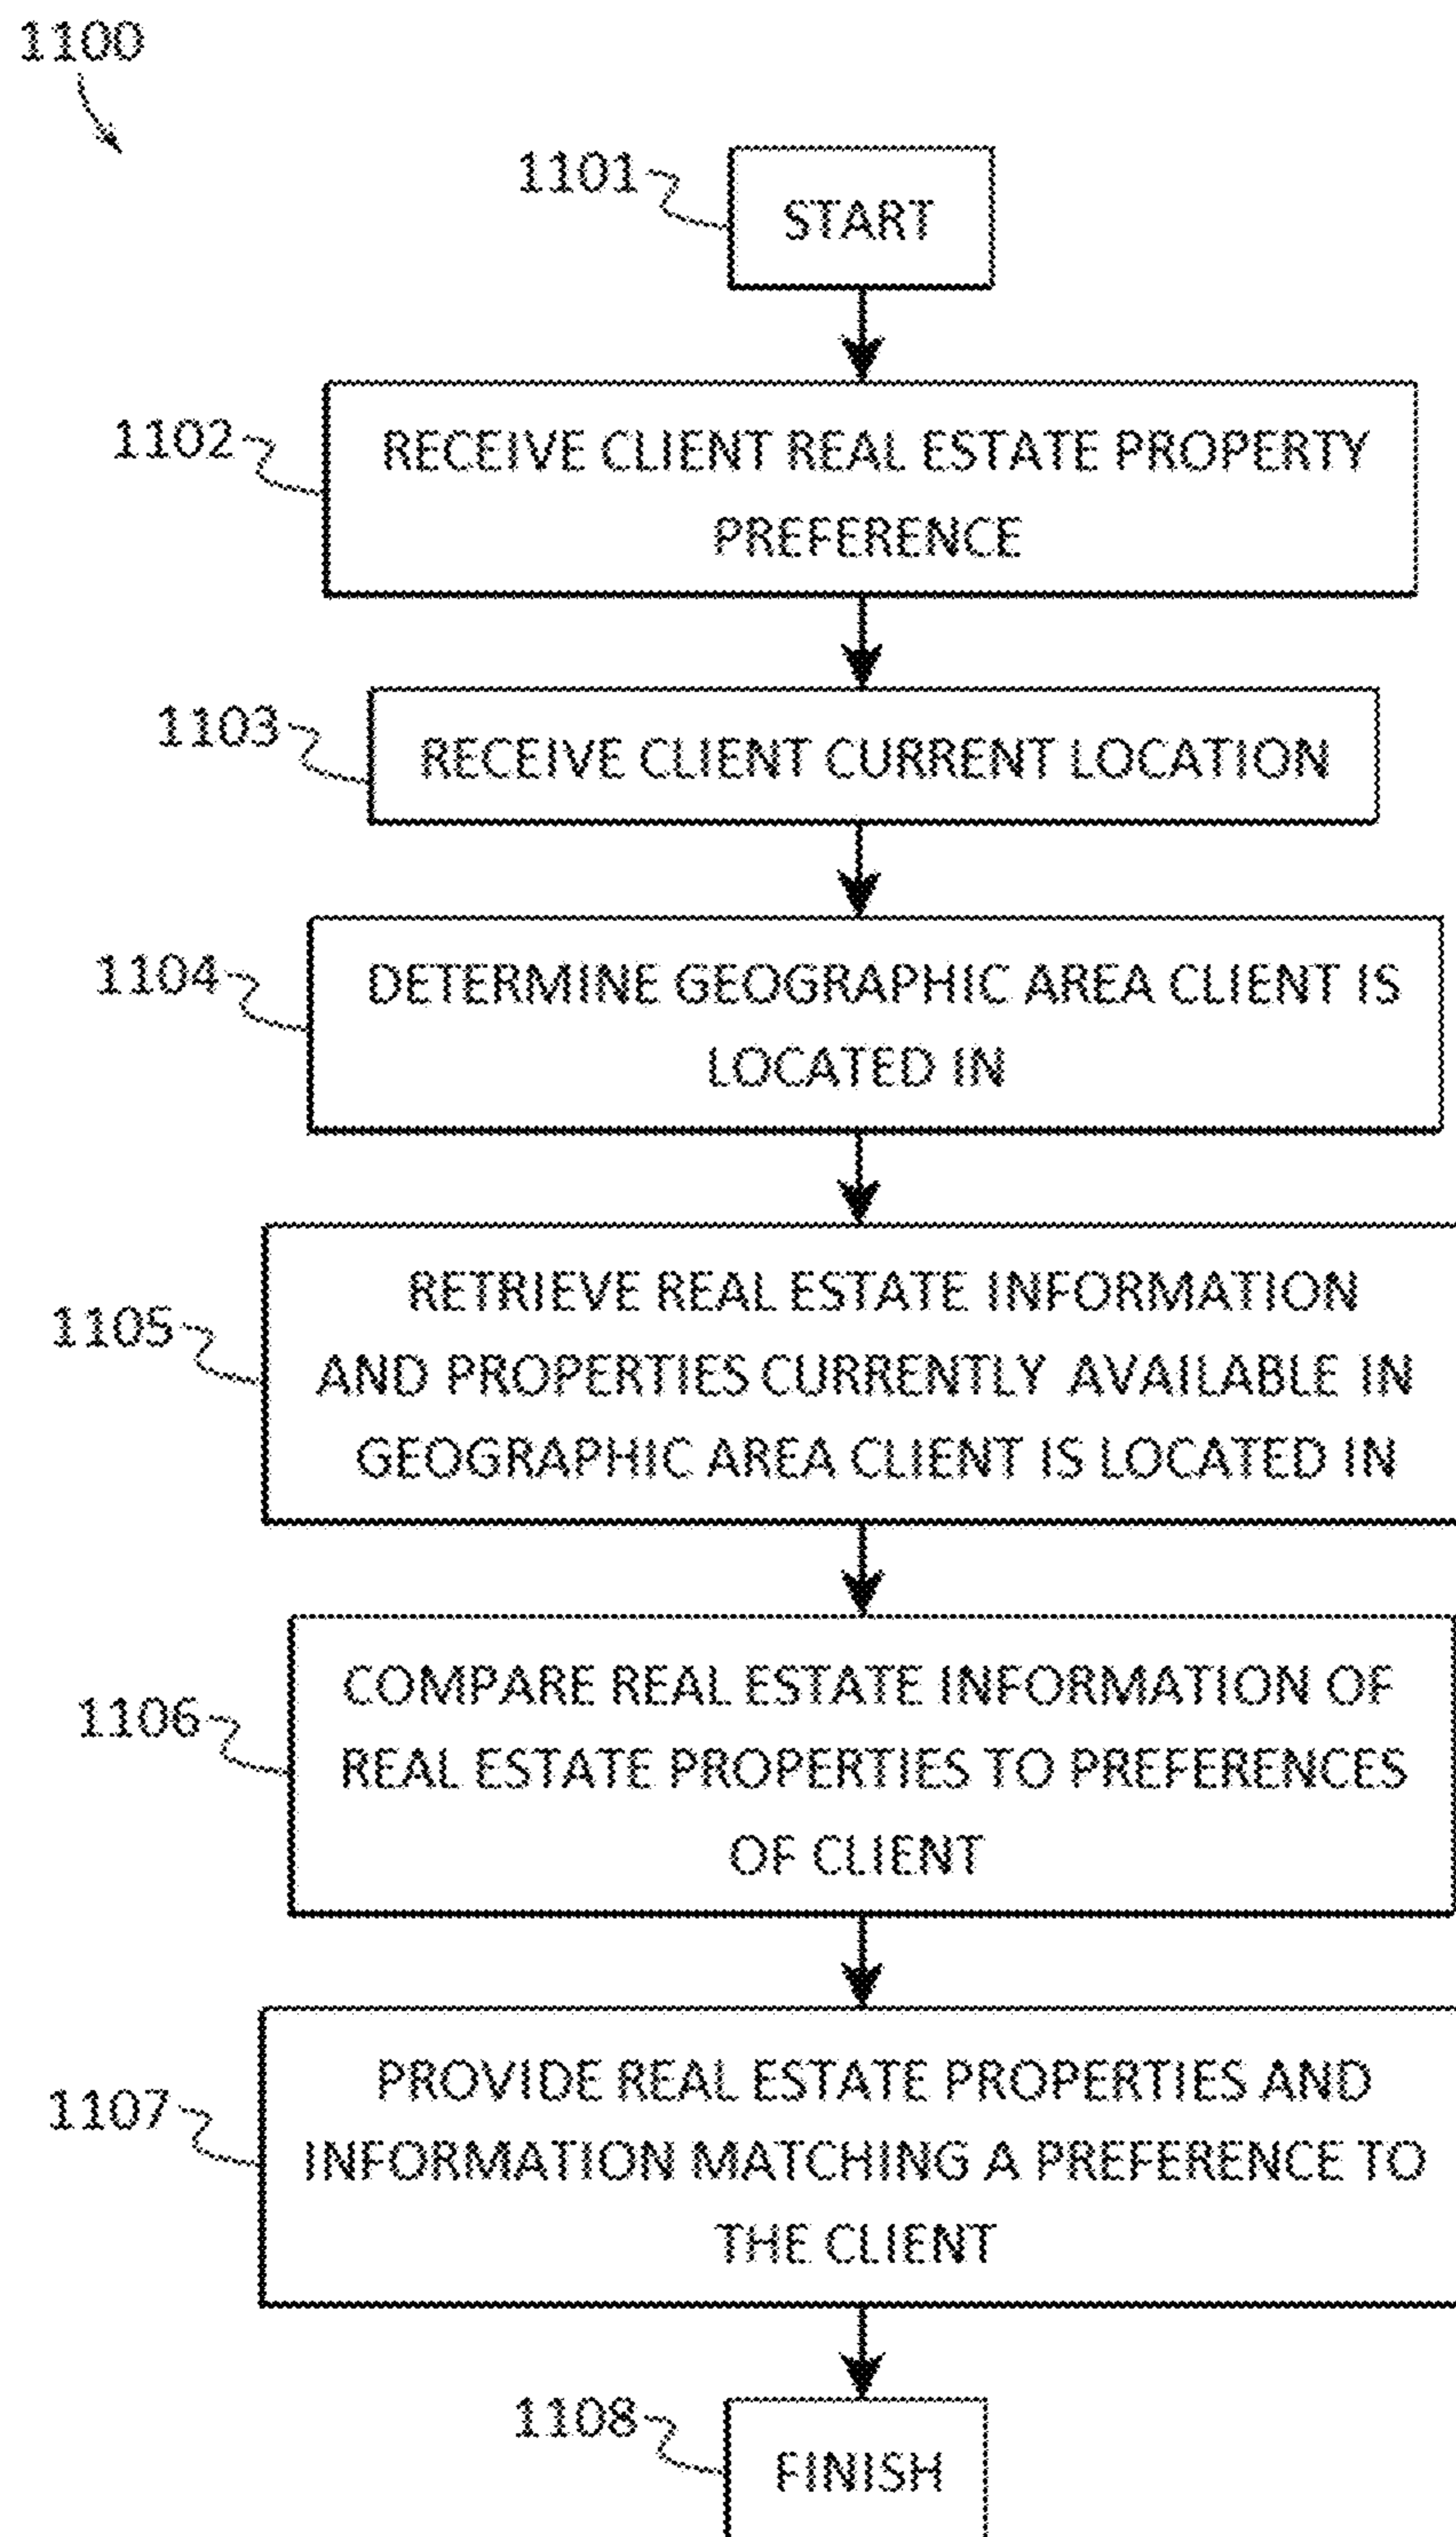 1100
1101
START
1102
RECEIVE CLIENT REAL ESTATE PROPERTY
PREFERENCE
1103
RECEIVE CLIENT CURRENT LOCATION
1104
DETERMINE GEOGRAPHIC AREA CLIENT IS
LOCATED IN
1105
RETRIEVE REAL ESTATE INFORMATION
AND PROPERTIES CURRENTLY AVAILABLE IN
GEOGRAPHIC AREA CLIENT IS LOCATED IN
1106
COMPARE REAL ESTATE INFORMATION OF
REAL ESTATE PROPERTIES TO PREFERENCES
OF CLIENT
1107
PROVIDE REAL ESTATE PROPERTIES AND
INFORMATION MATCHING A PREFERENCE TO
THE CLIENT
1108
FINISH